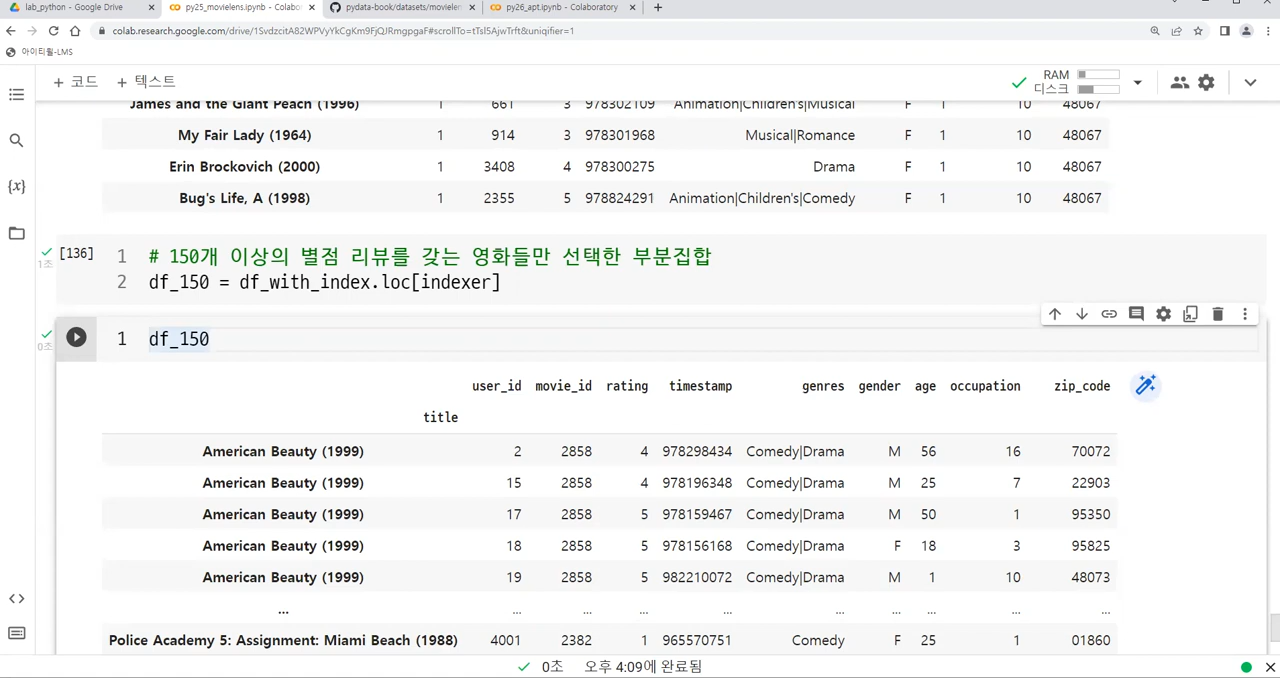 lab_python - Google Drive
py25_movielens.ipynb - Colabo
pydata-book/datasets/movielen
py26_apt.ipynb - Colaboratory
colab.research.google.com/drive/1SvdzcitA82WPVyYkCgKm9FjQJRmgpgaF#scrollTo=tTsl5AjwTrft&uniqifier=1
아이티윌-LMS
+ 코드 + 텍스트
RAM
디스크
James and the Giant Peach (1996) 1 661 3 978302109 Animation|Children's|Musical F 1 10 48067
My Fair Lady (1964) 1 914 3 978301968 Musical|Romance F 1 10 48067
Erin Brockovich (2000) 1 3408 4 978300275 Drama F 1 10 48067
Bug's Life, A (1998) 1 2355 5 978824291 Animation|Children's|Comedy F 1 10 48067
[136] 1 # 150개 이상의 별점 리뷰를 갖는 영화들만 선택한 부분집합
1초
2 df_150 = df_with_index.loc[indexer]
1 df_150
0초
user_id movie_id rating timestamp genres gender age occupation zip_code
title
American Beauty (1999) 2 2858 4 978298434 Comedy|Drama M 56 16 70072
American Beauty (1999) 15 2858 4 978196348 Comedy|Drama M 25 7 22903
American Beauty (1999) 17 2858 5 978159467 Comedy|Drama M 50 1 95350
American Beauty (1999) 18 2858 5 978156168 Comedy|Drama F 18 3 95825
American Beauty (1999) 19 2858 5 982210072 Comedy|Drama M 1 10 48073
... ... ... ... ... ... ... ... ... ...
Police Academy 5: Assignment: Miami Beach (1988) 4001 2382 1 965570751 Comedy F 25 1 01860
0초 오후 4:09에 완료됨